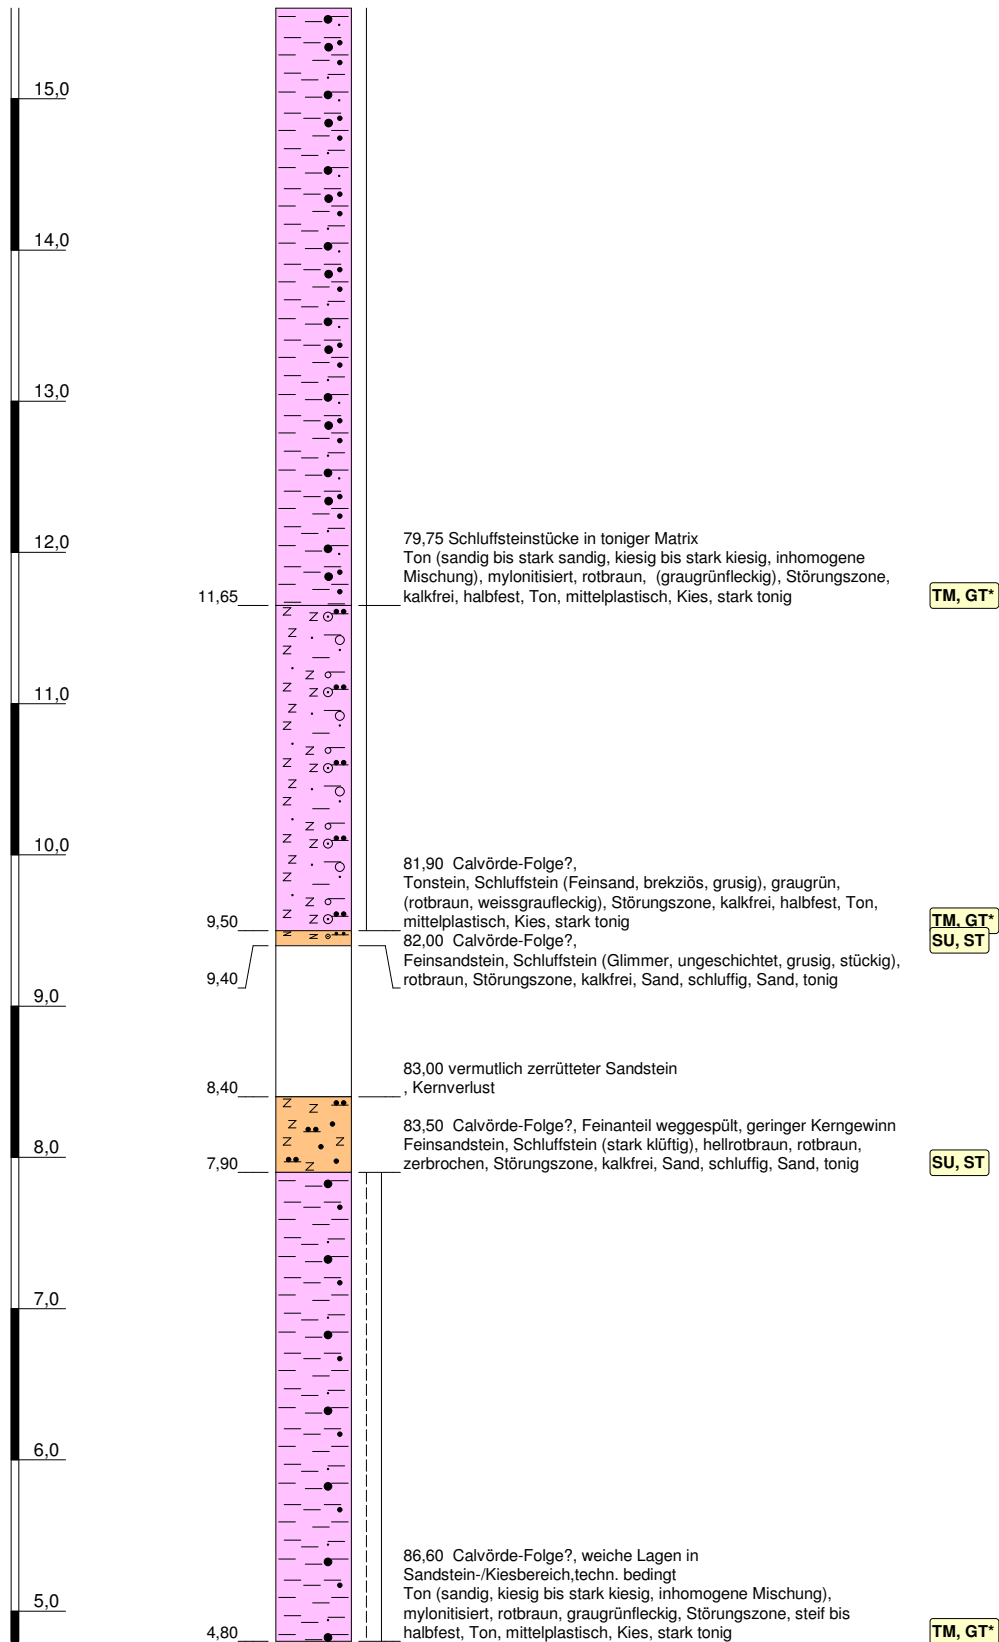 15,0
14,0
13,0
12,0
79,75 Schluffsteinstücke in toniger Matrix
Ton (sandig bis stark sandig, kiesig bis stark kiesig, inhomogene
Mischung), mylonitisiert, rotbraun, (graugrünfleckig), Störungszone,
kalkfrei, halbfest, Ton, mittelplastisch, Kies, stark tonig
11,65
TM, GT*
11,0
10,0
81,90 Calvörde-Folge?,
Tonstein, Schluffstein (Feinsand, brekziös, grusig), graugrün,
(rotbraun, weissgraufleckig), Störungszone, kalkfrei, halbfest, Ton,
mittelplastisch, Kies, stark tonig
9,50
TM, GT*
82,00 Calvörde-Folge?,
Feinsandstein, Schluffstein (Glimmer, ungeschichtet, grusig, stückig),
rotbraun, Störungszone, kalkfrei, Sand, schluffig, Sand, tonig
9,40
SU, ST
9,0
83,00 vermutlich zerrütteter Sandstein
, Kernverlust
8,40
83,50 Calvörde-Folge?, Feinanteil weggespült, geringer Kerngewinn
Feinsandstein, Schluffstein (stark klüftig), hellrotbraun, rotbraun,
zerbrochen, Störungszone, kalkfrei, Sand, schluffig, Sand, tonig
8,0
7,90
SU, ST
7,0
6,0
86,60 Calvörde-Folge?, weiche Lagen in
Sandstein-/Kiesbereich,techn. bedingt
Ton (sandig, kiesig bis stark kiesig, inhomogene Mischung),
mylonitisiert, rotbraun, graugrünfleckig, Störungszone, steif bis
halbfest, Ton, mittelplastisch, Kies, stark tonig
5,0
4,80
TM, GT*